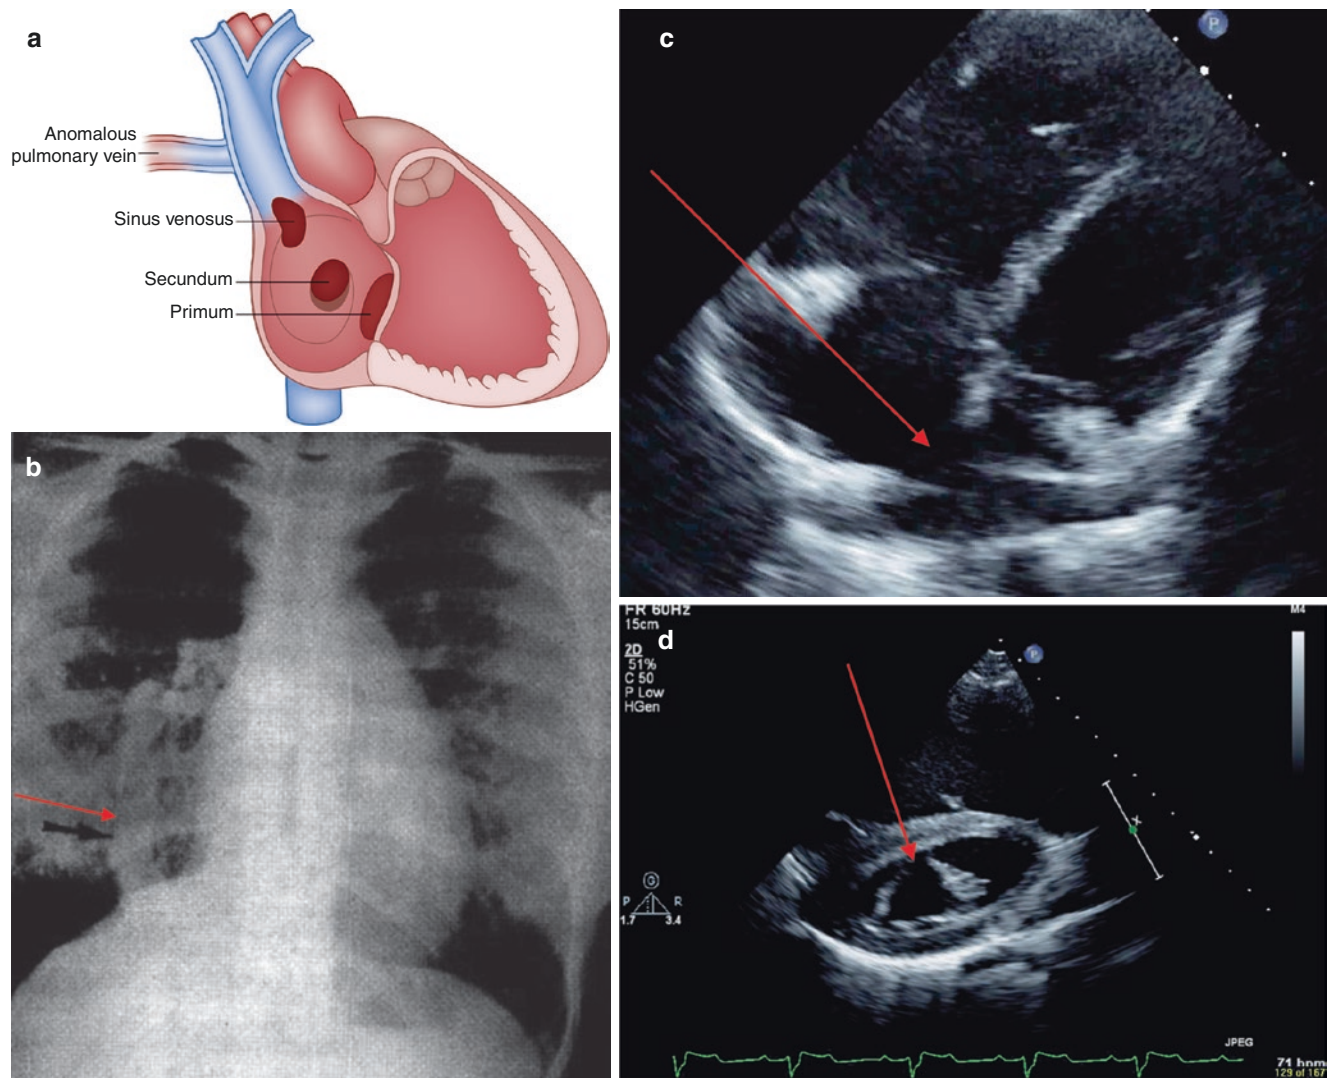 a
Anomalous
pulmonary vein
Sinus venosus
Secundum
Primum
b
c
P
FR 60Hz
15cm
2D
51%
C 50
P Low
HGen
d
P
M4
X
G
P R
1.7 3.4
JPEG
71 bpm
129 of 167